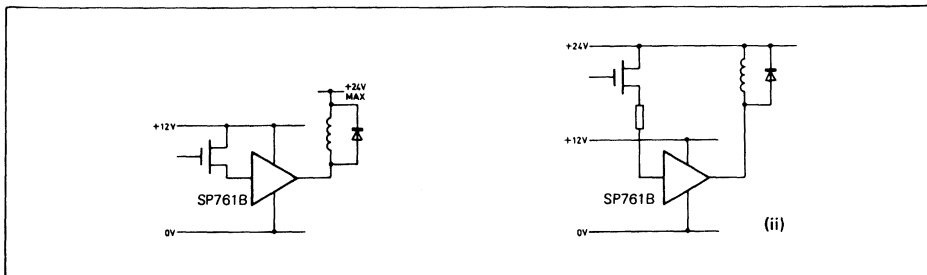 +24V
MAX
+12V
SP761B
0V
+24V
+12V
SP761B
0V
(ii)